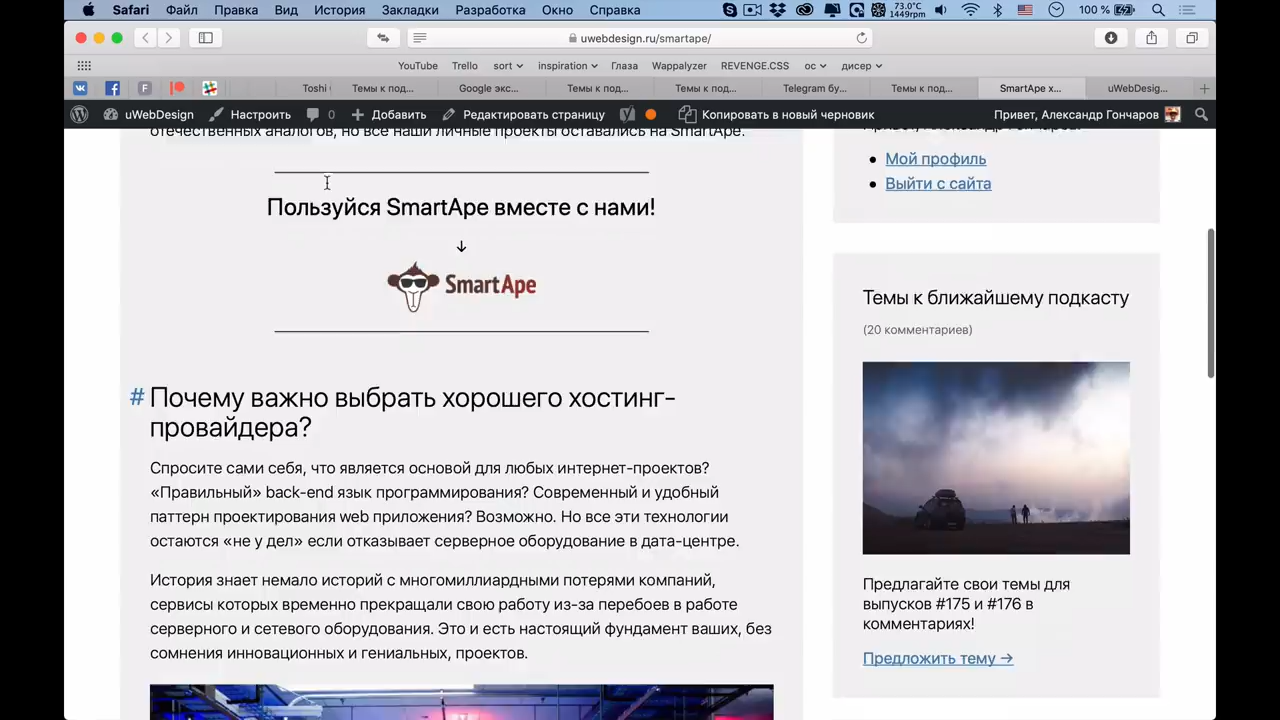 Safari Файл Правка Вид История Закладки Разработка Окно Справка 73.0°C 1449rpm 100 %
uwebdesign.ru/smartape/
YouTube Trello sort inspiration Глаза Wappalyzer REVENGE.CSS ос дисер
Toshi Темы к под... Google экс... Темы к под... Темы к под... Telegram бу... Темы к под... SmartApe х... uWebDesig...
uWebDesign Настроить 0 Добавить Редактировать страницу Копировать в новый черновик Привет, Александр Гончаров
отечественных аналогов, но все наши личные проекты оставались на SmartApe.
Пользуйся SmartApe вместе с нами!
↓
SmartApe
# Почему важно выбрать хорошего хостинг-
провайдера?
Спросите сами себя, что является основой для любых интернет-проектов?
«Правильный» back-end язык программирования? Современный и удобный
паттерн проектирования web приложения? Возможно. Но все эти технологии
остаются «не у дел» если отказывает серверное оборудование в дата-центре.
История знает немало историй с многомиллиардными потерями компаний,
сервисы которых временно прекращали свою работу из-за перебоев в работе
серверного и сетевого оборудования. Это и есть настоящий фундамент ваших, без
сомнения инновационных и гениальных, проектов.
Привет, Александр Гончаров!
Мой профиль
Выйти с сайта
Темы к ближайшему подкасту
(20 комментариев)
Предлагайте свои темы для
выпусков #175 и #176 в
комментариях!
Предложить тему →